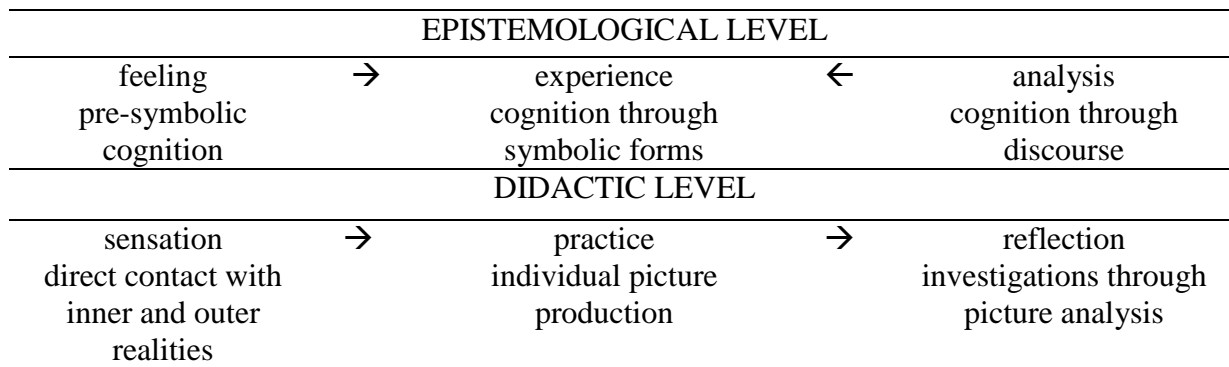 EPISTEMOLOGICAL LEVEL
feeling → experience ← analysis
pre-symbolic cognition through cognition through
cognition symbolic forms discourse
DIDACTIC LEVEL
sensation → practice → reflection
direct contact with individual picture investigations through
inner and outer production picture analysis
realities